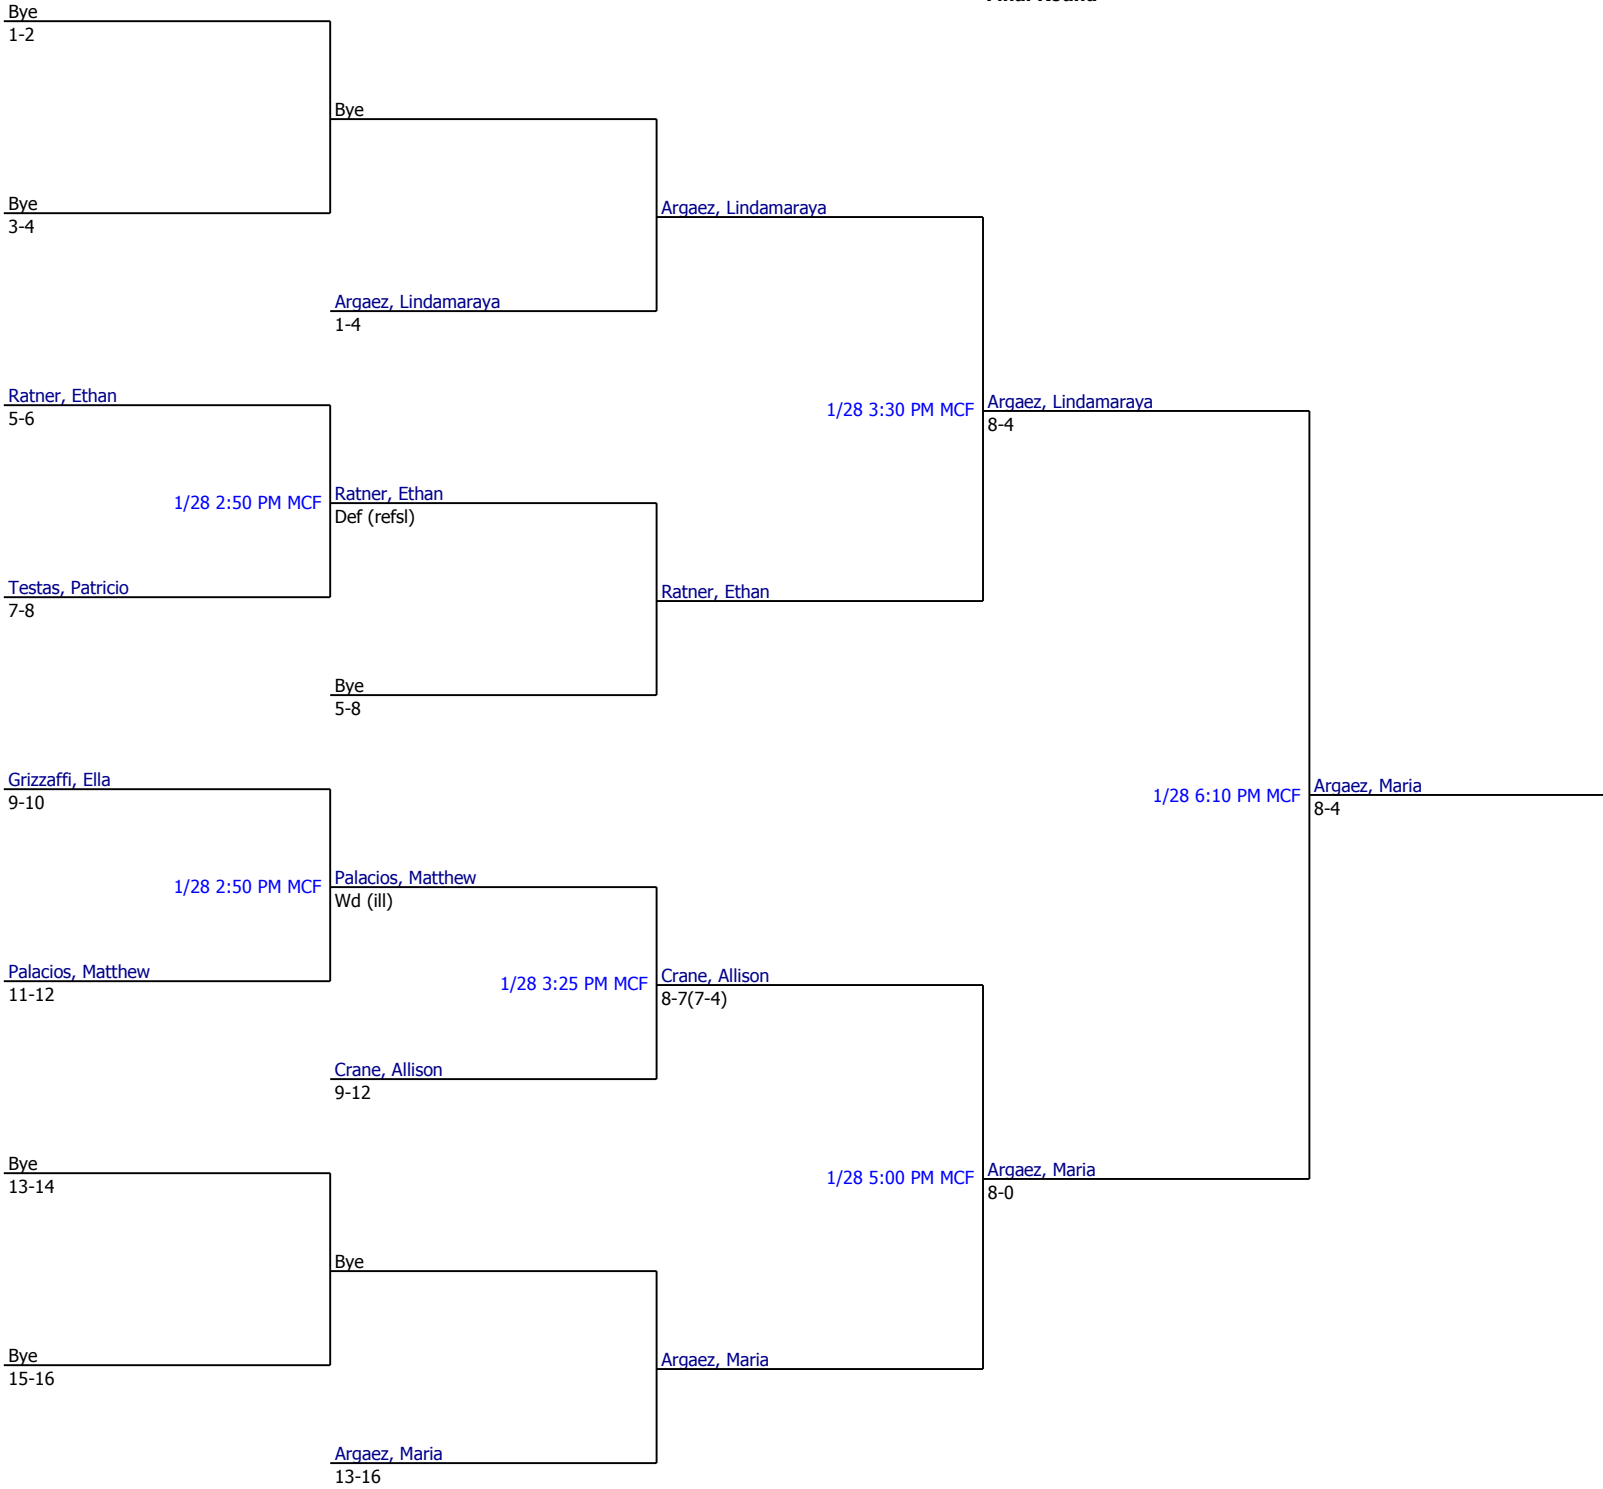 Final Round
Bye
1-2
Bye
Bye
3-4
Argaez, Lindamaraya
Argaez, Lindamaraya
1-4
Ratner, Ethan
5-6
1/28 3:30 PM MCF
Argaez, Lindamaraya
8-4
1/28 2:50 PM MCF
Ratner, Ethan
Def (refsl)
Testas, Patricio
7-8
Ratner, Ethan
Bye
5-8
Grizzaffi, Ella
9-10
1/28 6:10 PM MCF
Argaez, Maria
8-4
1/28 2:50 PM MCF
Palacios, Matthew
Wd (ill)
Palacios, Matthew
11-12
1/28 3:25 PM MCF
Crane, Allison
8-7(7-4)
Crane, Allison
9-12
Bye
13-14
1/28 5:00 PM MCF
Argaez, Maria
8-0
Bye
Bye
15-16
Argaez, Maria
Argaez, Maria
13-16